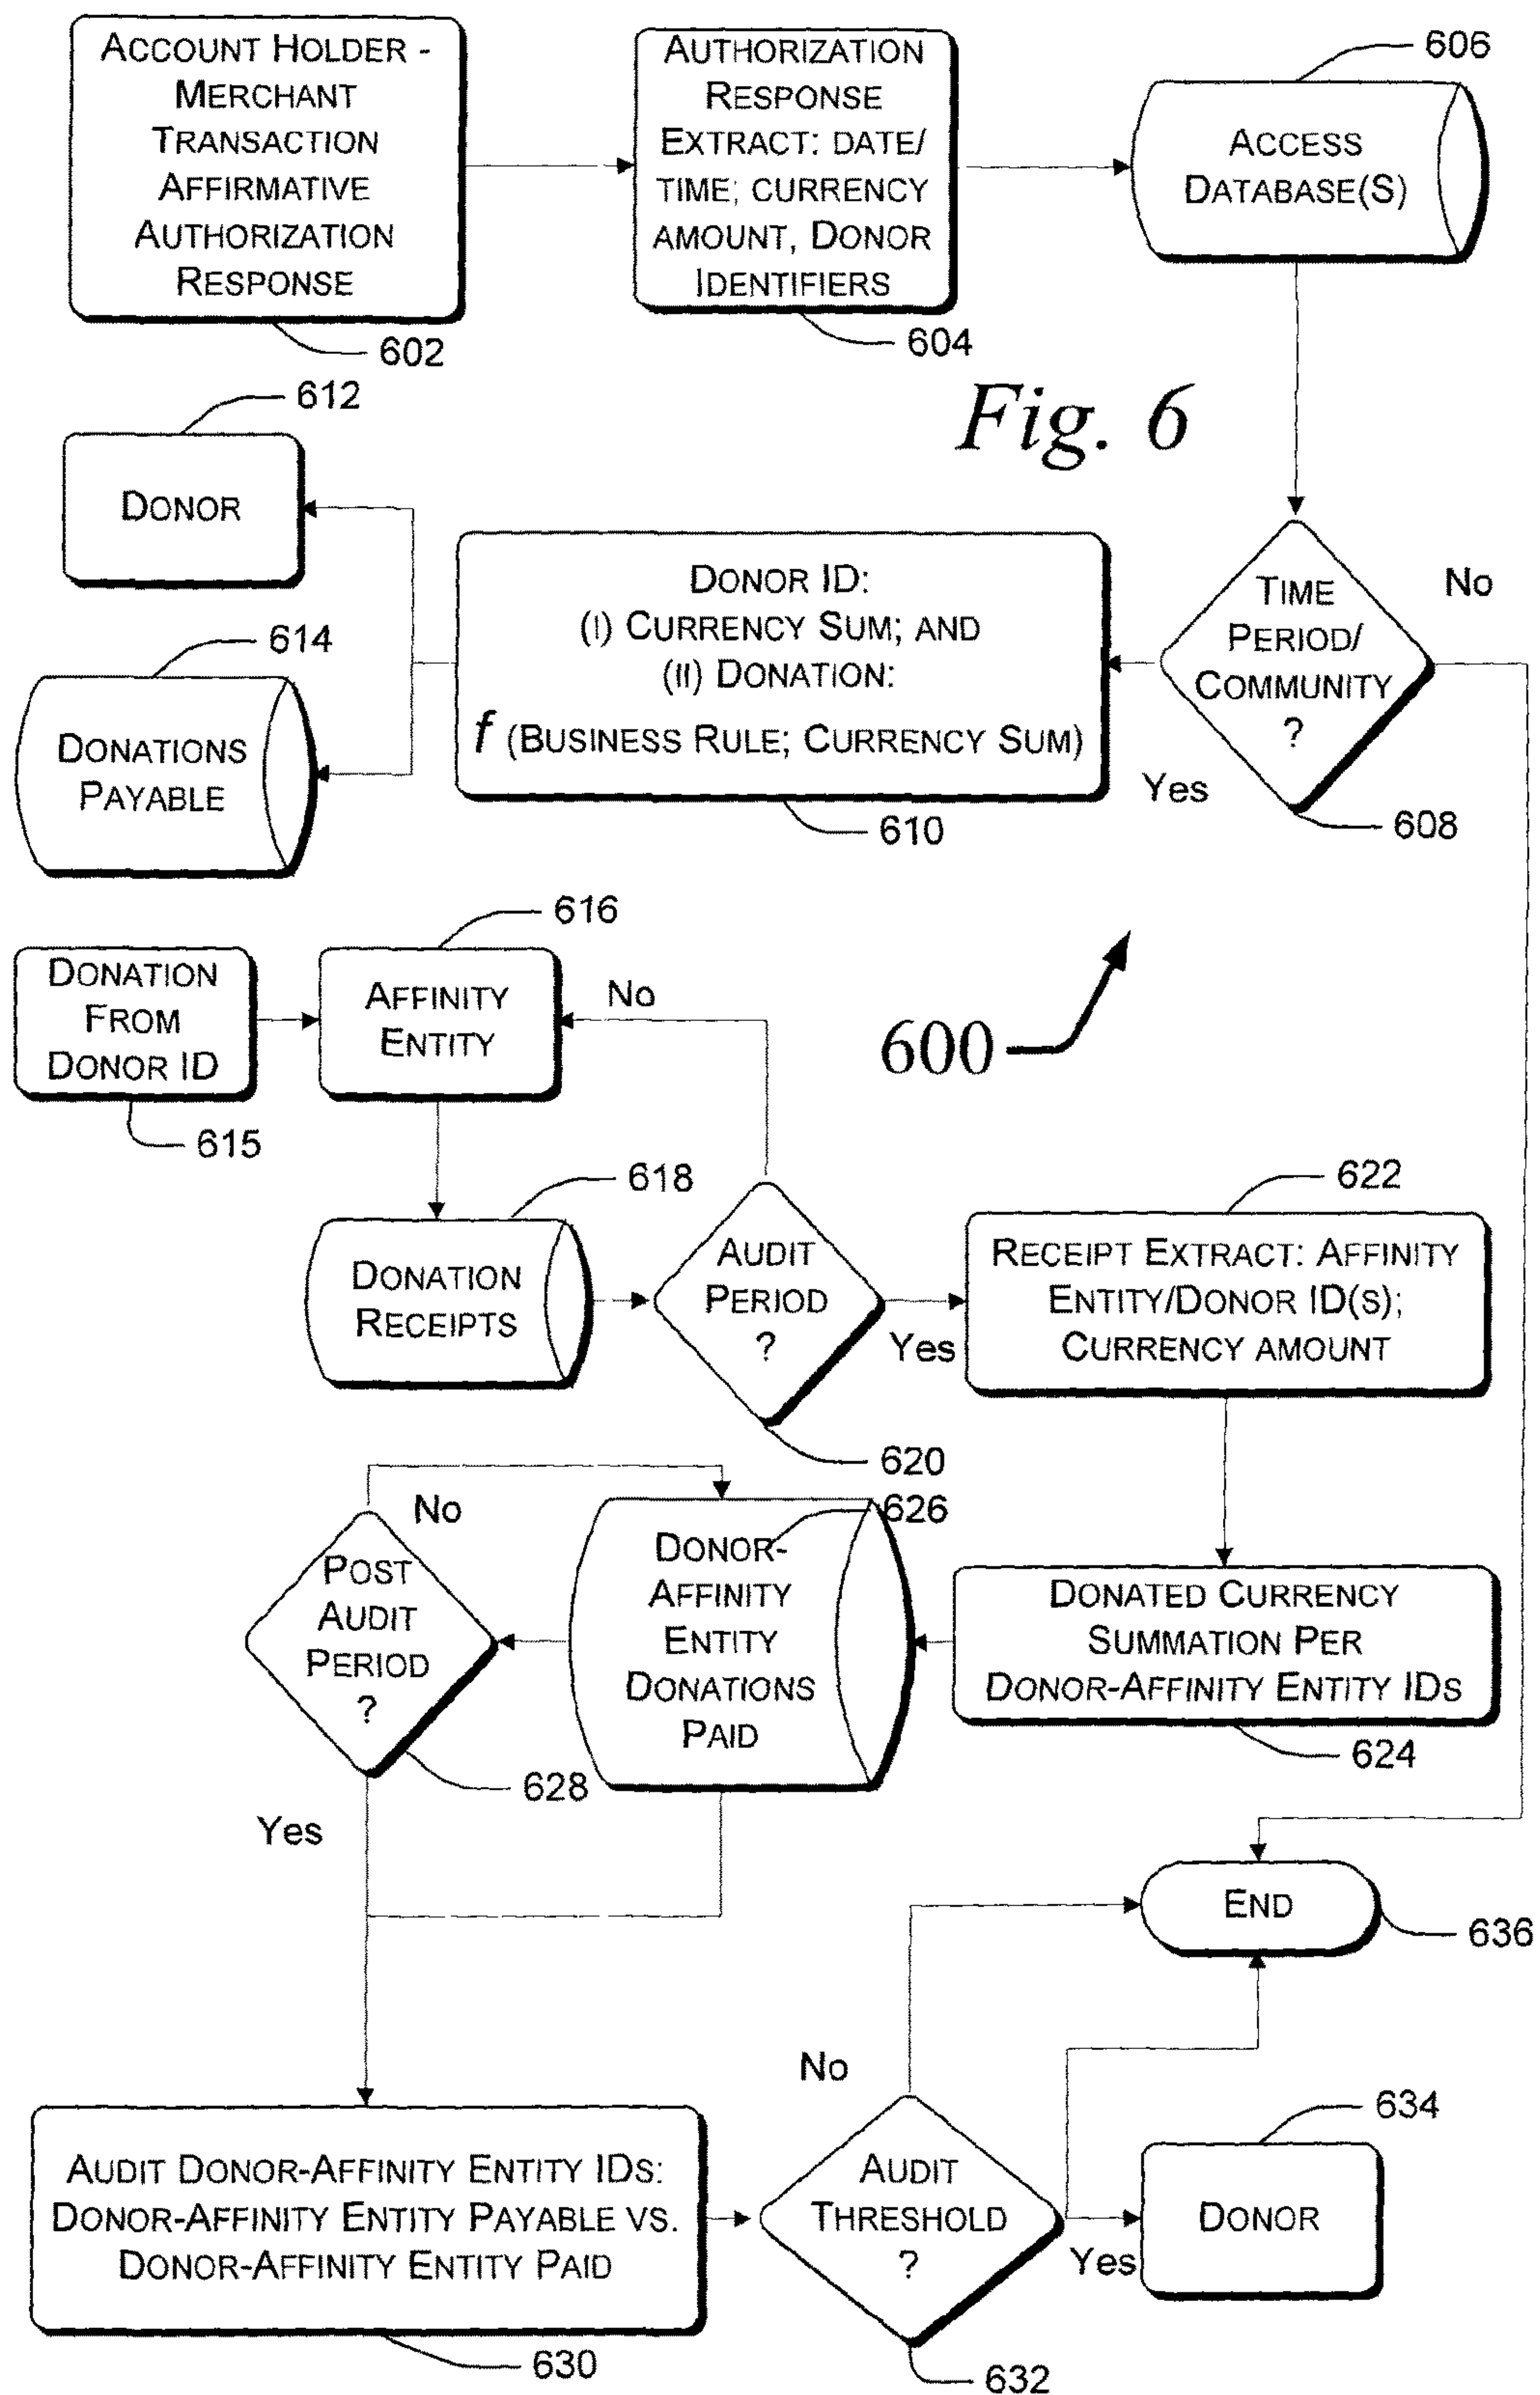 ACCOUNT HOLDER -
MERCHANT
TRANSACTION
AFFIRMATIVE
AUTHORIZATION
RESPONSE
602
AUTHORIZATION
RESPONSE
EXTRACT: DATE/
TIME; CURRENCY
AMOUNT, DONOR
IDENTIFIERS
604
606
ACCESS
DATABASE(S)
Fig. 6
612
DONOR
614
DONATIONS
PAYABLE
DONOR ID:
(I) CURRENCY SUM; AND
(II) DONATION:
f (BUSINESS RULE; CURRENCY SUM)
610
TIME
PERIOD/
COMMUNITY
?
No
Yes
608
616
DONATION
FROM
DONOR ID
615
AFFINITY
ENTITY
No
600
618
DONATION
RECEIPTS
AUDIT
PERIOD
?
Yes
620
622
RECEIPT EXTRACT: AFFINITY
ENTITY/DONOR ID(S);
CURRENCY AMOUNT
No
POST
AUDIT
PERIOD
?
628
Yes
626
DONOR-
AFFINITY
ENTITY
DONATIONS
PAID
DONATED CURRENCY
SUMMATION PER
DONOR-AFFINITY ENTITY IDS
624
END
636
AUDIT DONOR-AFFINITY ENTITY IDS:
DONOR-AFFINITY ENTITY PAYABLE VS.
DONOR-AFFINITY ENTITY PAID
630
No
AUDIT
THRESHOLD
?
Yes
632
634
DONOR